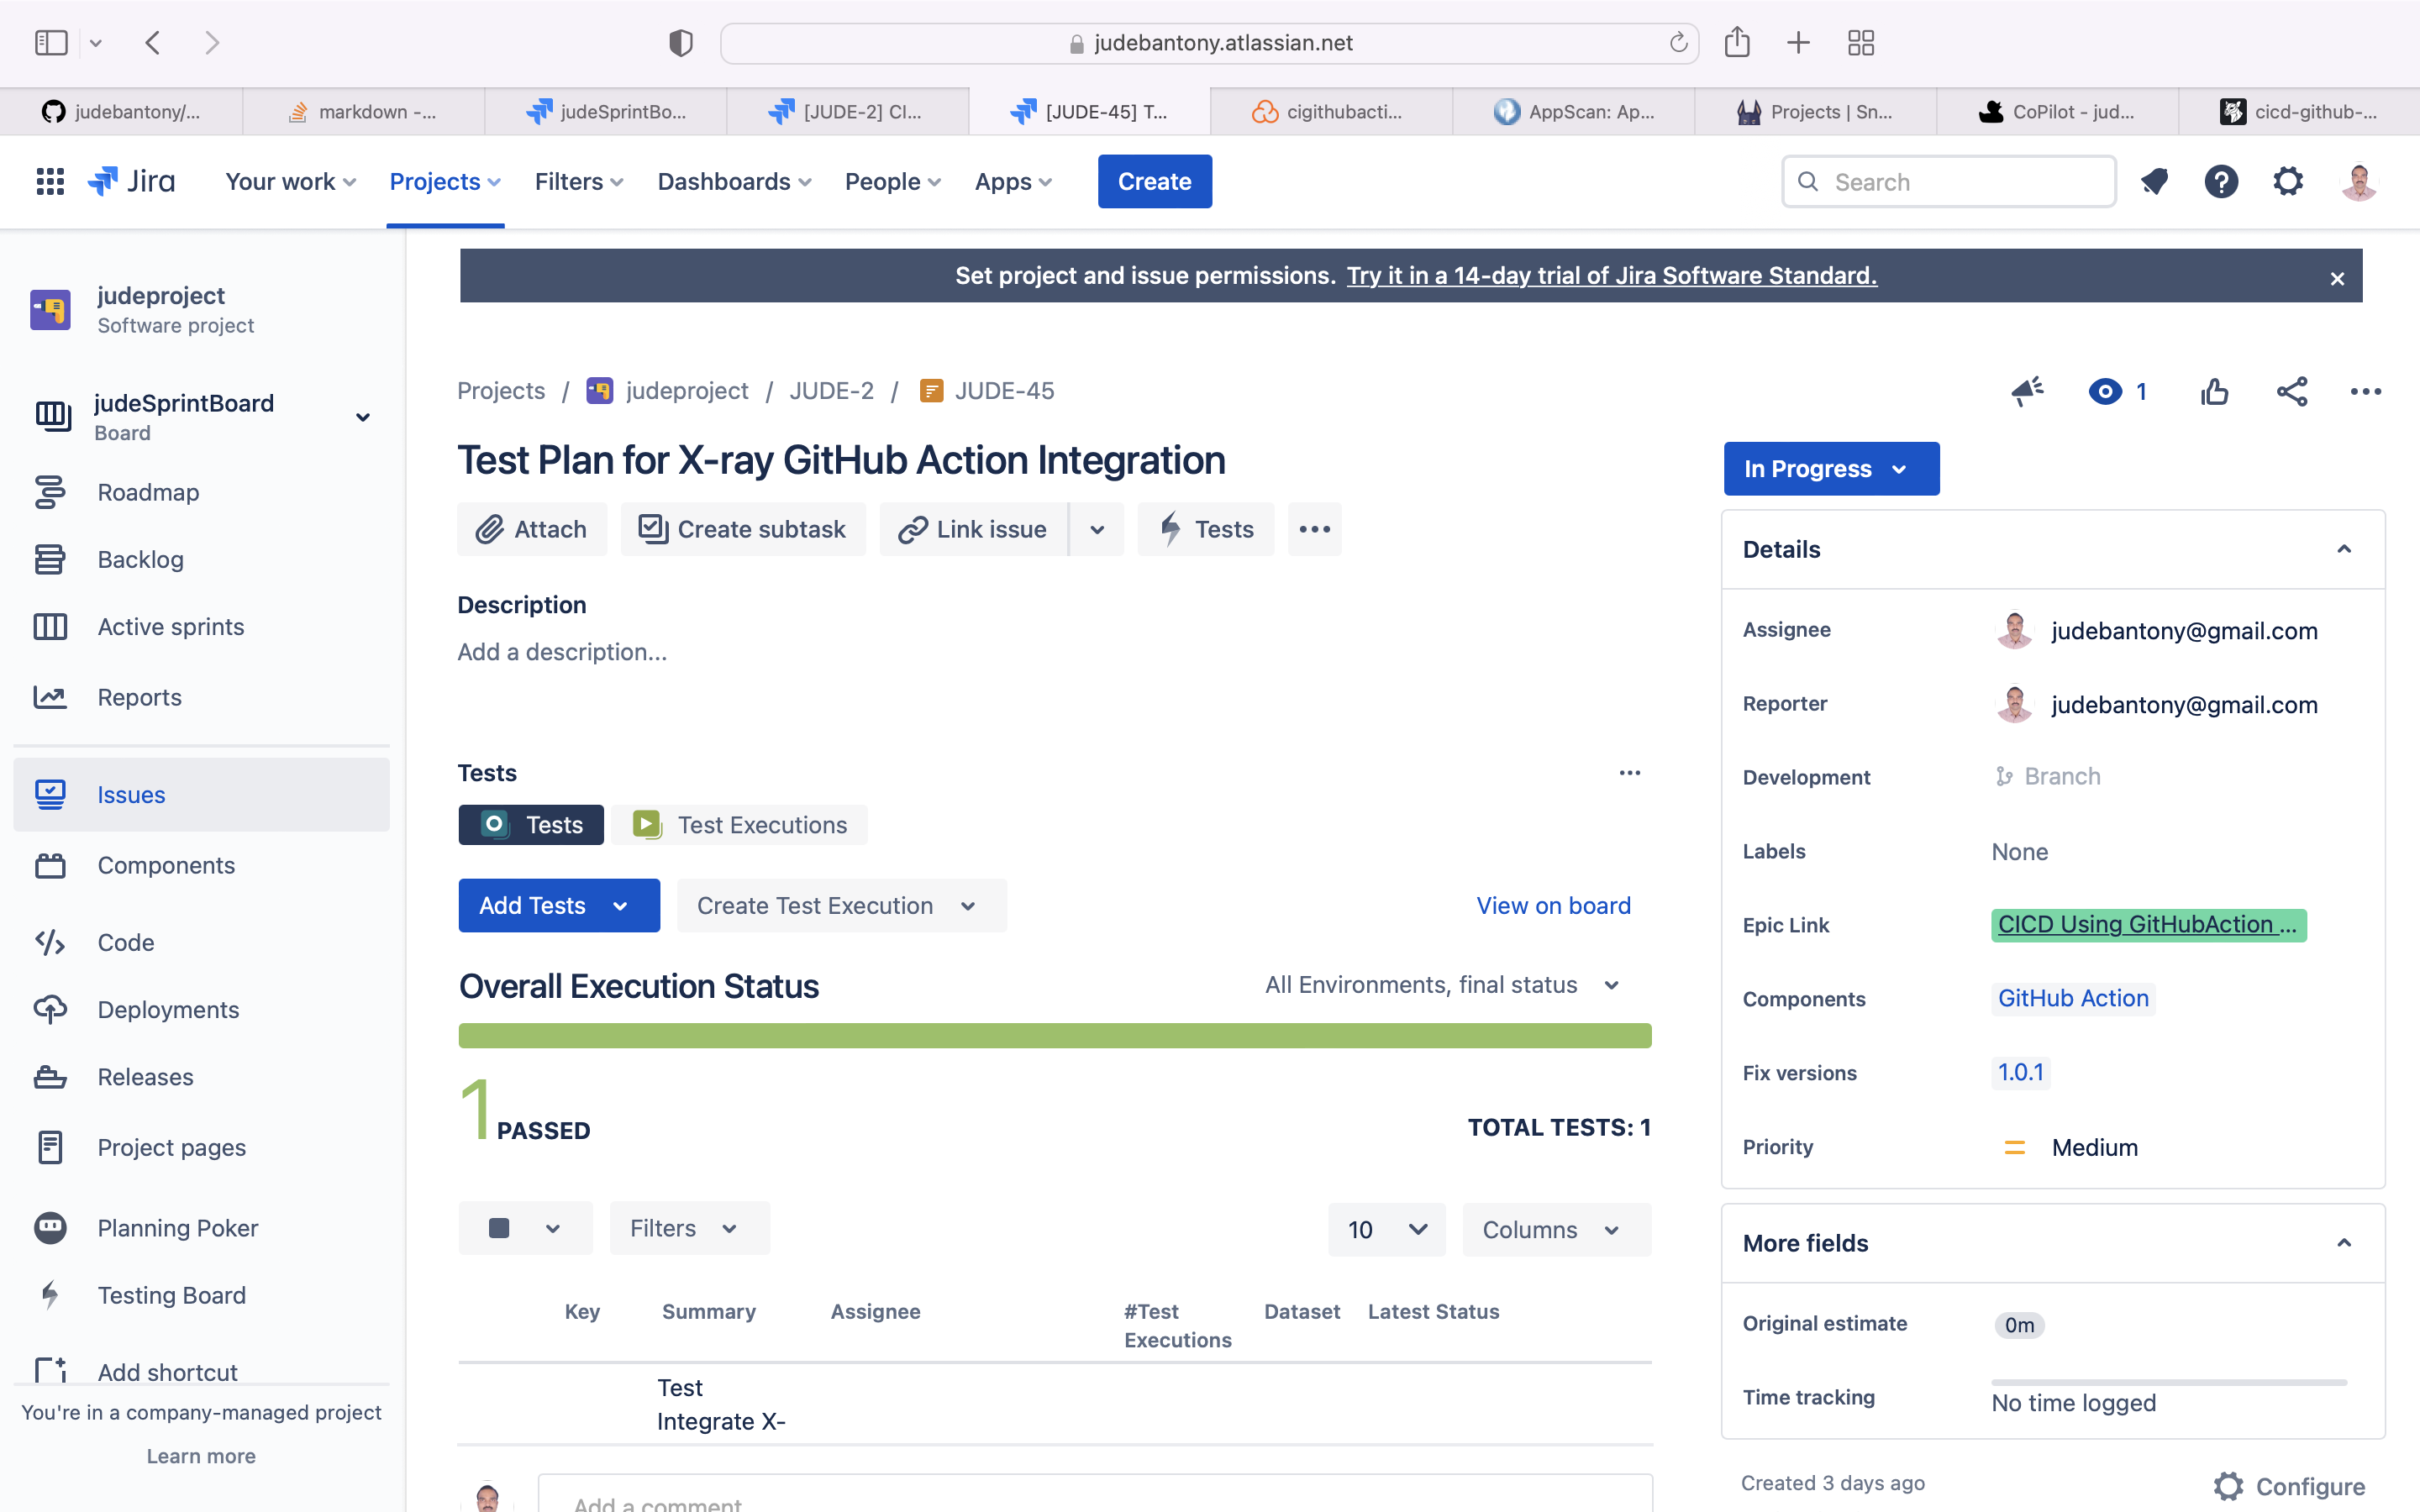 judebantony.atlassian.net
judebantony/...
markdown -...
judeSprintBo...
[JUDE-2] CI...
[JUDE-45] T...
cigithubacti...
AppScan: Ap...
Projects | Sn...
CoPilot - jud...
cicd-github-...
Jira
Your work
Projects
Filters
Dashboards
People
Apps
Create
Search
judeproject
Software project
judeSprintBoard
Board
Roadmap
Backlog
Active sprints
Reports
Issues
Components
Code
Deployments
Releases
Project pages
Planning Poker
Testing Board
Add shortcut
You're in a company-managed project
Learn more
Set project and issue permissions. Try it in a 14-day trial of Jira Software Standard.
Projects / judeproject / JUDE-2 / JUDE-45
1
Test Plan for X-ray GitHub Action Integration
Attach
Create subtask
Link issue
Tests
Description
Add a description...
Tests
Tests
Test Executions
Add Tests
Create Test Execution
View on board
Overall Execution Status
All Environments, final status
1 PASSED
TOTAL TESTS: 1
Filters
10
Columns
Key
Summary
Assignee
#Test
Executions
Dataset
Latest Status
Test
Integrate X-
Add a comment...
In Progress
Details
Assignee
judebantony@gmail.com
Reporter
judebantony@gmail.com
Development
Branch
Labels
None
Epic Link
CICD Using GitHubAction ...
Components
GitHub Action
Fix versions
1.0.1
Priority
Medium
More fields
Original estimate
0m
Time tracking
No time logged
Created 3 days ago
Configure